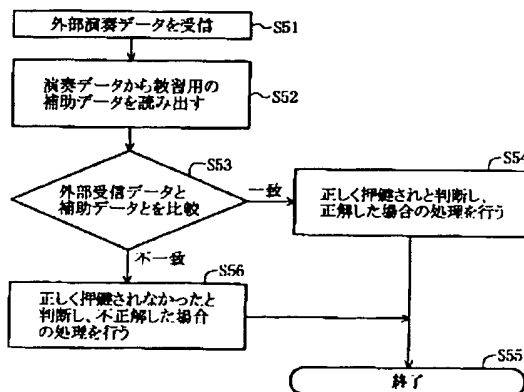 外部演奏データを受信
S51
演奏データから教習用の
補助データを読み出す
S52
S53
外部受信データと
補助データとを比較
一致
S54
正しく押鍵されと判断し、
正解した場合の処理を行う
不一致
S56
正しく押鍵されなかったと
判断し、不正解した場合
の処理を行う
S55
終了